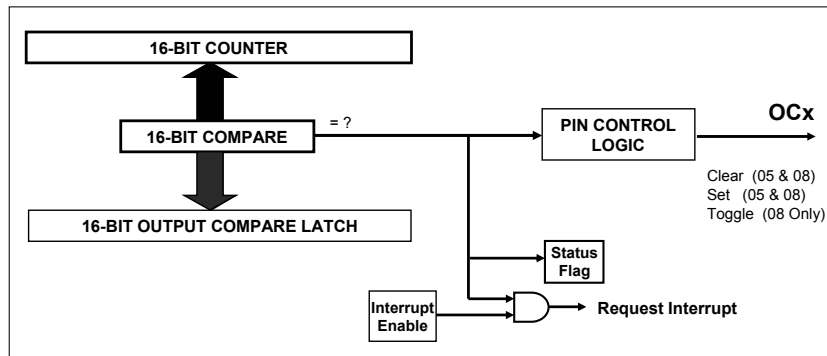 16-BIT COUNTER
= ?
16-BIT COMPARE
PIN CONTROL
LOGIC
OCx
Clear (05 & 08)
Set (05 & 08)
Toggle (08 Only)
16-BIT OUTPUT COMPARE LATCH
Status
Flag
Interrupt
Enable
Request Interrupt